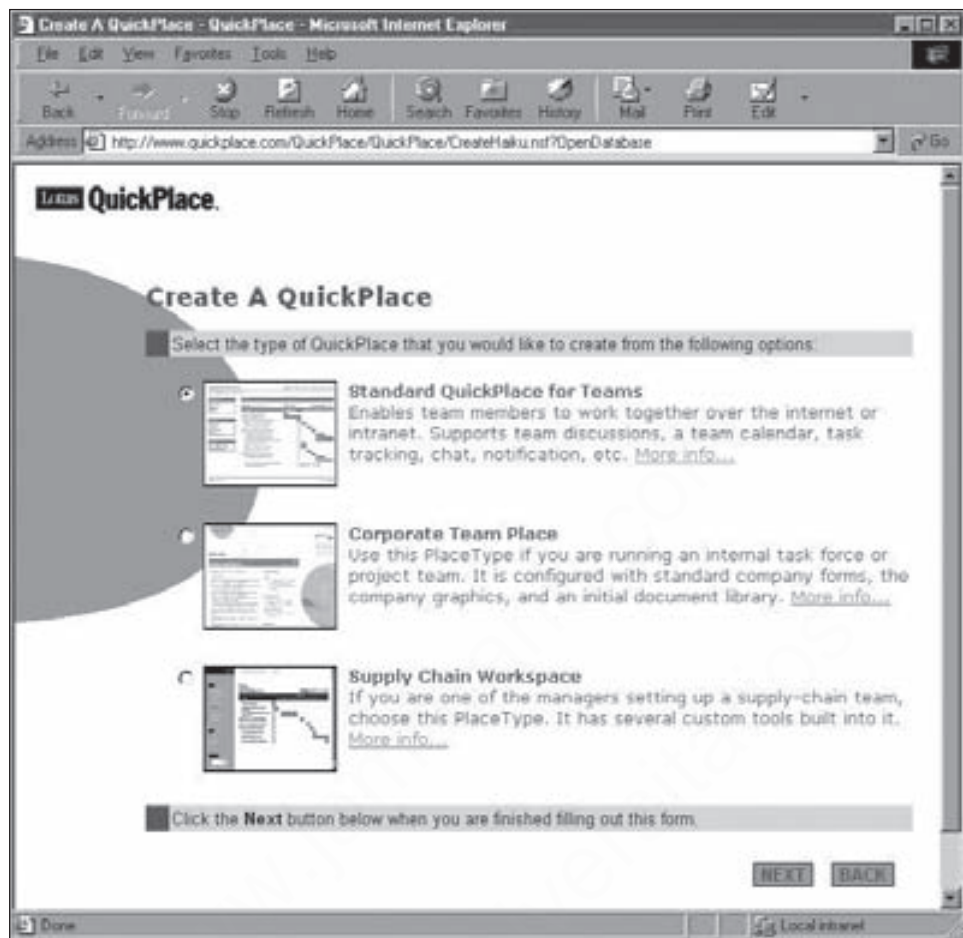 Create A QuickPlace - QuickPlace - Microsoft Internet Explorer
File Edit View Favorites Tools Help
Back Forward Stop Refresh Home Search Favorites History Mail Print Edit
Address http://www.quickplace.com/QuickPlace/QuickPlace/CreateHaiku.nsf?OpenDatabase Go
Lotus QuickPlace.
Create A QuickPlace
Select the type of QuickPlace that you would like to create from the following options:
Standard QuickPlace for Teams
Enables team members to work together over the internet or
intranet. Supports team discussions, a team calendar, task
tracking, chat, notification, etc. More info...
Corporate Team Place
Use this PlaceType if you are running an internal task force or
project team. It is configured with standard company forms, the
company graphics, and an initial document library. More info...
Supply Chain Workspace
If you are one of the managers setting up a supply-chain team,
choose this PlaceType. It has several custom tools built into it.
More info...
Click the Next button below when you are finished filling out this form.
NEXT BACK
Done Local intranet